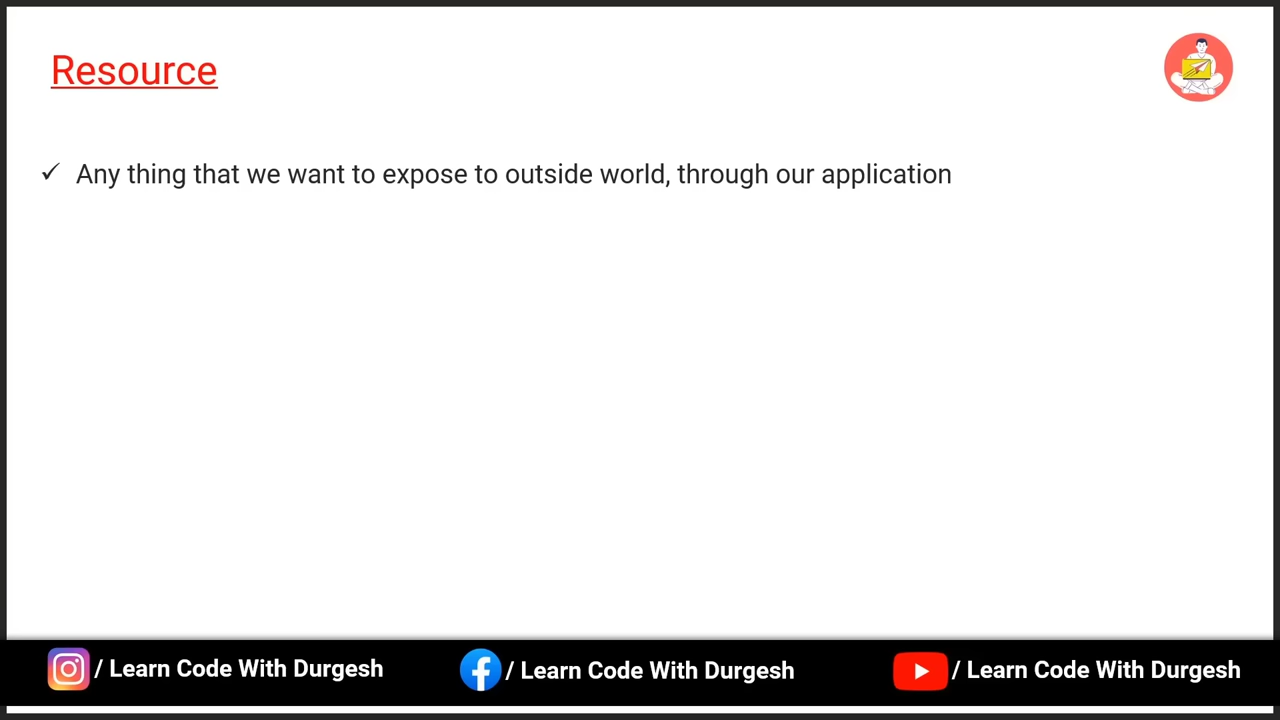 Resource
✓ Any thing that we want to expose to outside world, through our application
/ Learn Code With Durgesh / Learn Code With Durgesh / Learn Code With Durgesh